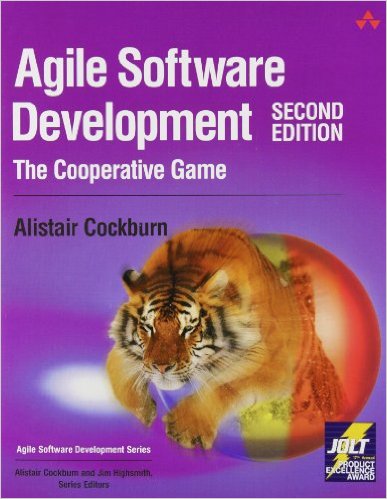 Agile Software
Development SECOND EDITION
The Cooperative Game
Alistair Cockburn
Agile Software Development Series
Alistair Cockburn and Jim Highsmith,
Series Editors
JOLT
PRODUCT
EXCELLENCE
AWARD